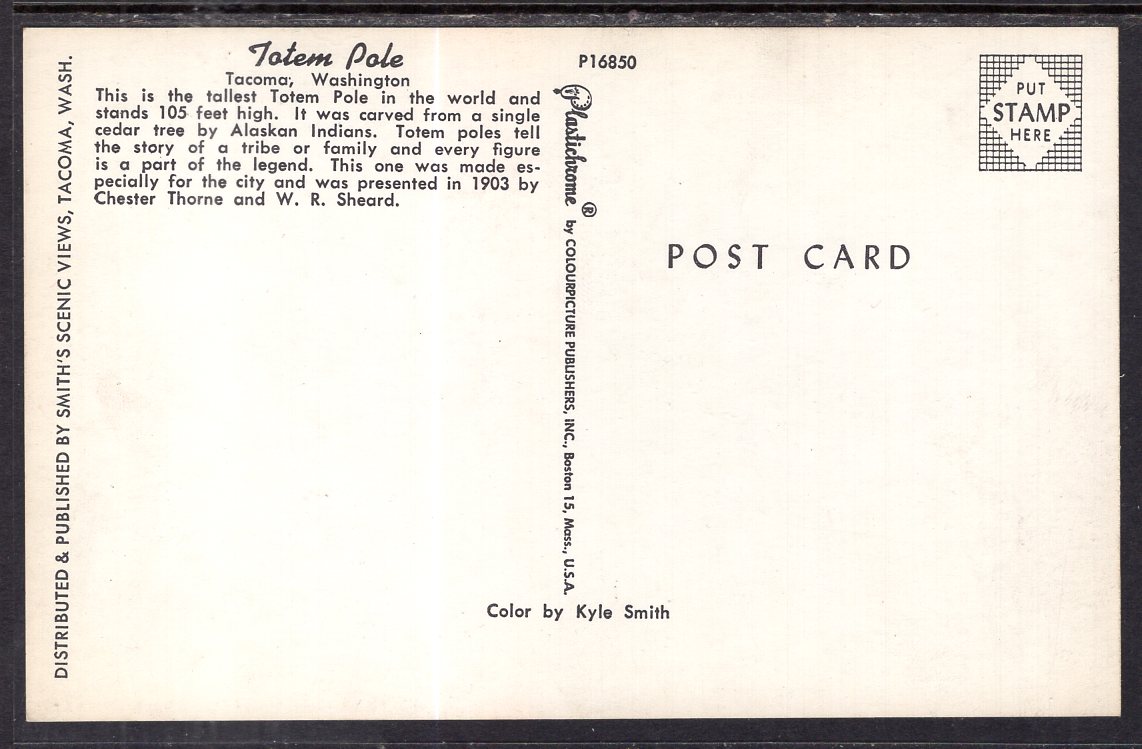 Totem Pole
Tacoma, Washington
This is the tallest Totem Pole in the world and
stands 105 feet high. It was carved from a single
cedar tree by Alaskan Indians. Totem poles tell
the story of a tribe or family and every figure
is a part of the legend. This one was made es-
pecially for the city and was presented in 1903 by
Chester Thorne and W. R. Sheard.
DISTRIBUTED & PUBLISHED BY SMITH'S SCENIC VIEWS, TACOMA, WASH.
P16850
Plastichrome ® by COLOURPICTURE PUBLISHERS, INC., Boston 15, Mass., U.S.A.
Color by Kyle Smith
PUT
STAMP
HERE
POST CARD